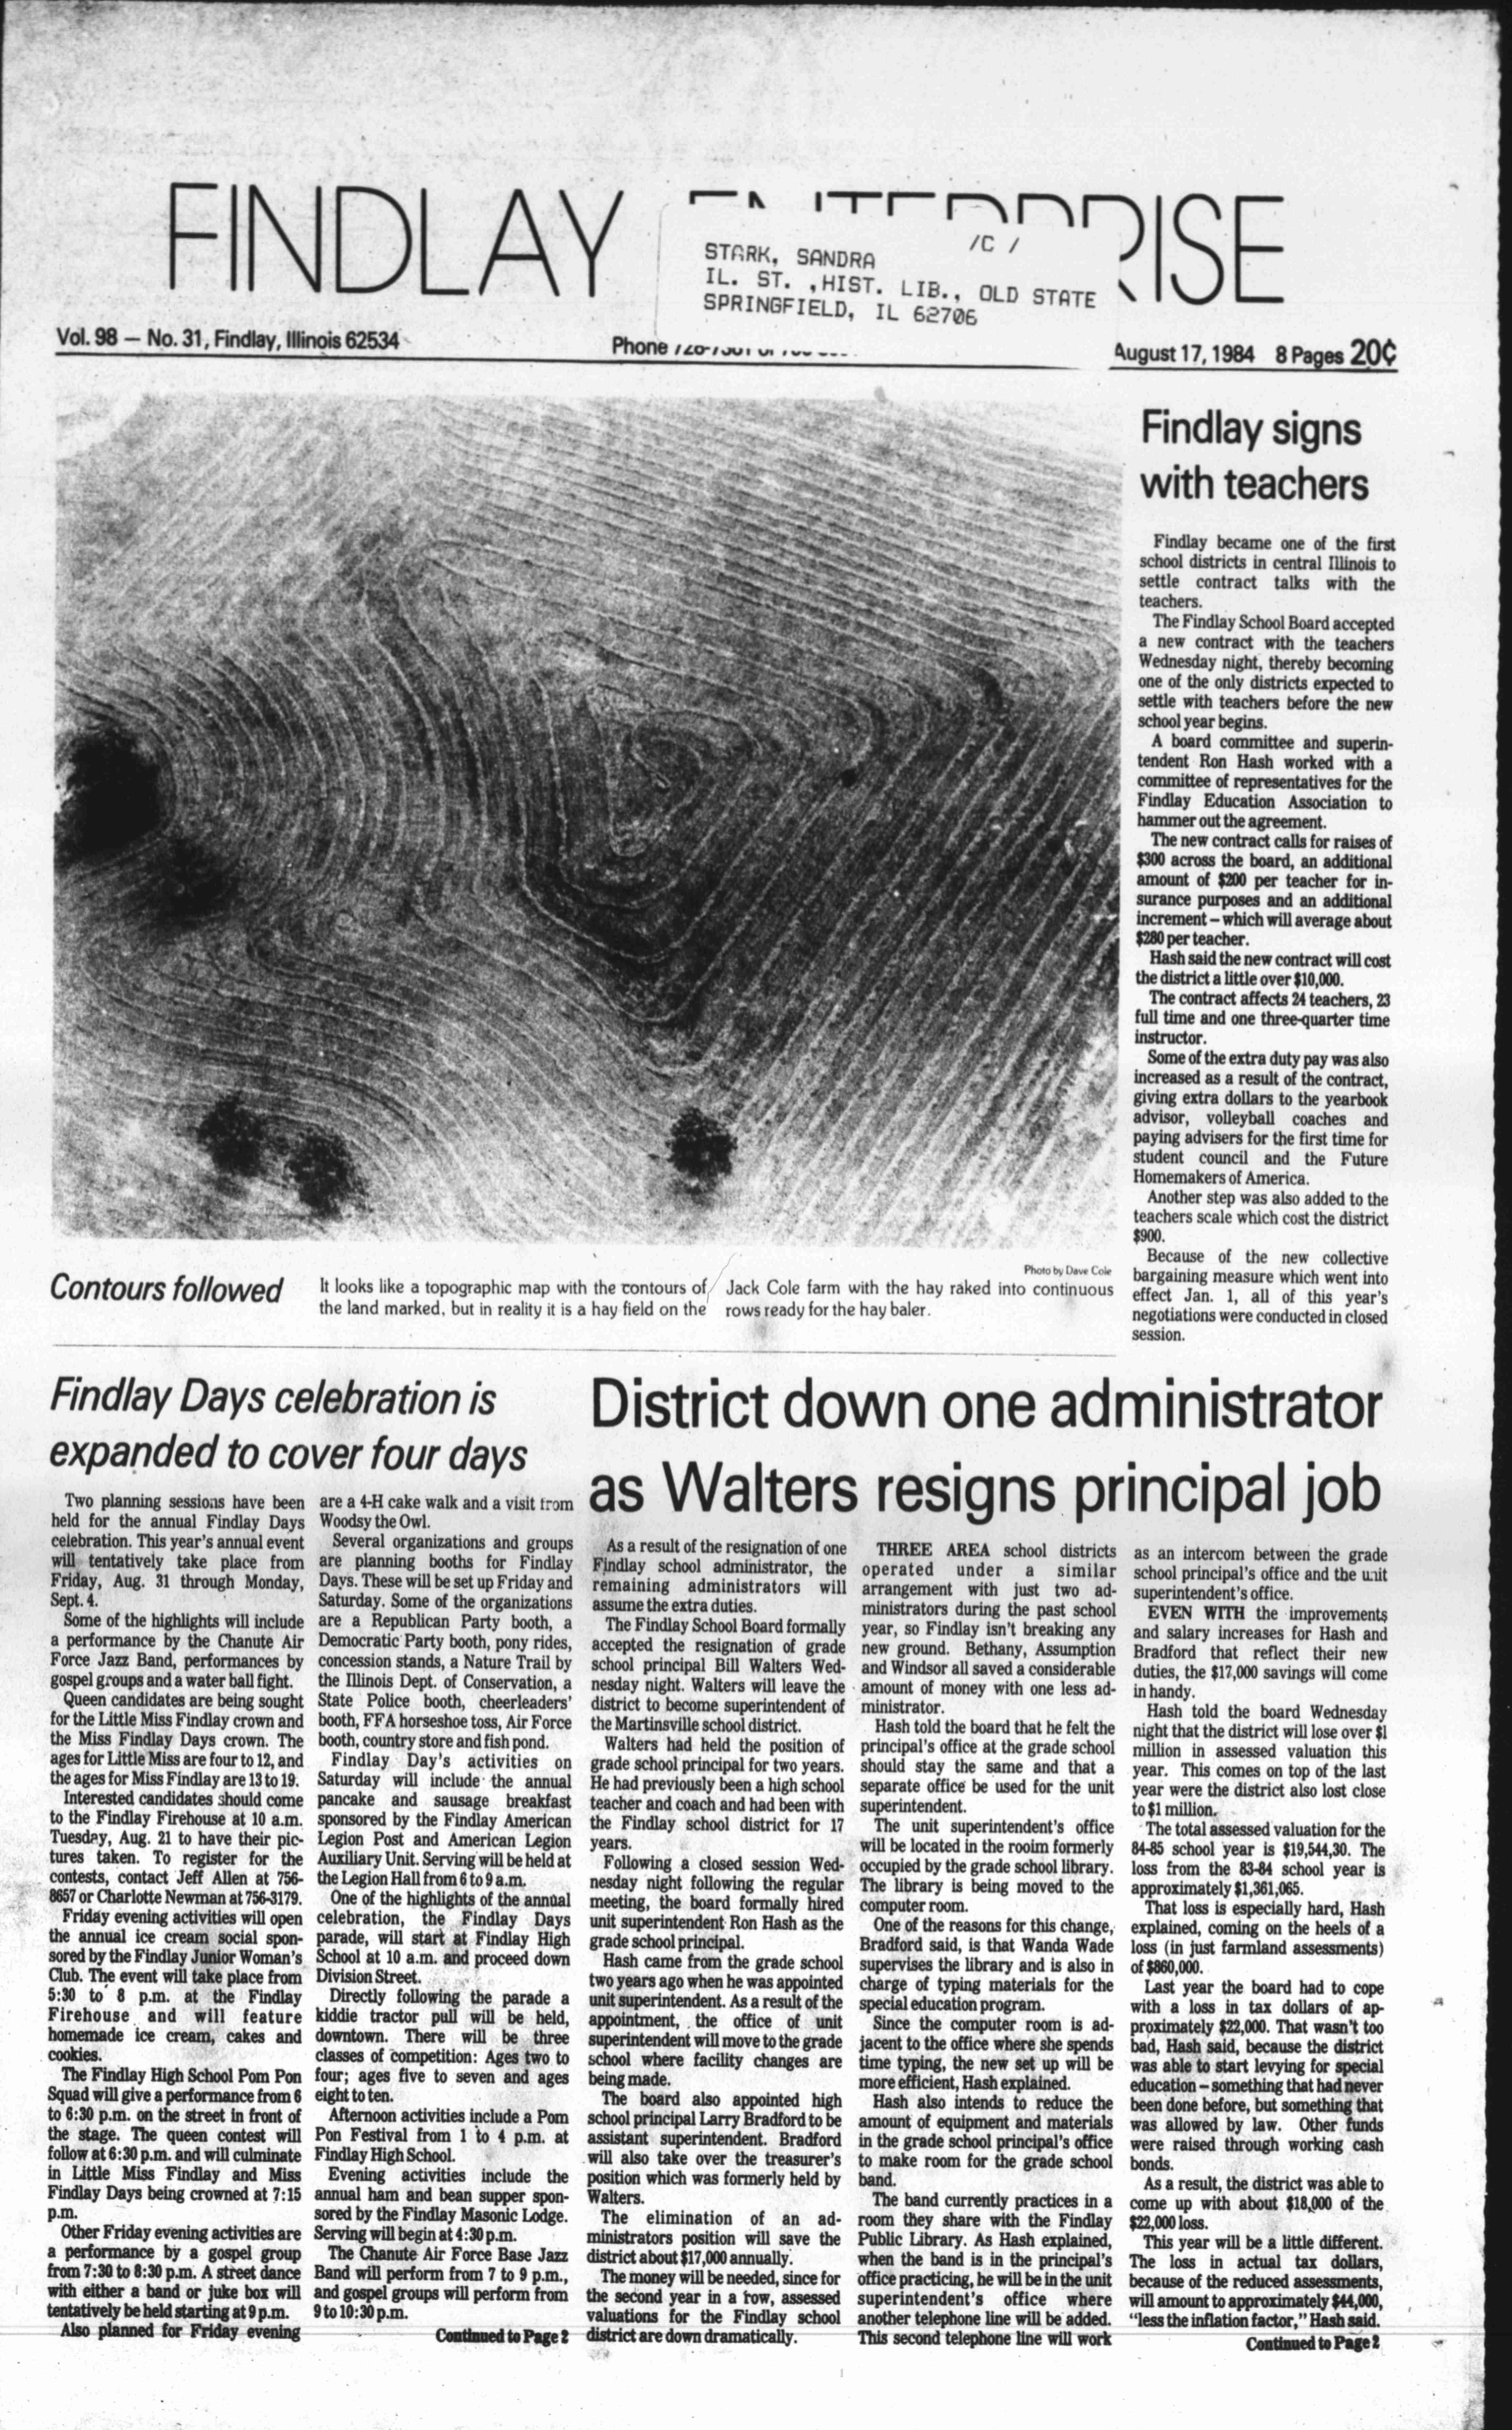 FINDLAY ENTERPRISE
STARK, SANDRA /C /
IL. ST. ,HIST. LIB., OLD STATE
SPRINGFIELD, IL 62706
Vol. 98 — No. 31, Findlay, Illinois 62534
Phone
August 17, 1984 8 Pages 20¢
Findlay signs
with teachers
Findlay became one of the first
school districts in central Illinois to
settle contract talks with the
teachers.
The Findlay School Board accepted
a new contract with the teachers
Wednesday night, thereby becoming
one of the only districts expected to
settle with teachers before the new
school year begins.
A board committee and superin-
tendent Ron Hash worked with a
committee of representatives for the
Findlay Education Association to
hammer out the agreement.
The new contract calls for raises of
$300 across the board, an additional
amount of $200 per teacher for in-
surance purposes and an additional
increment – which will average about
$280 per teacher.
Hash said the new contract will cost
the district a little over $10,000.
The contract affects 24 teachers, 23
full time and one three-quarter time
instructor.
Some of the extra duty pay was also
increased as a result of the contract,
giving extra dollars to the yearbook
advisor, volleyball coaches and
paying advisers for the first time for
student council and the Future
Homemakers of America.
Another step was also added to the
teachers scale which cost the district
$900.
Because of the new collective
bargaining measure which went into
effect Jan. 1, all of this year's
negotiations were conducted in closed
session.
Photo by Dave Cole
Contours followed
It looks like a topographic map with the contours of
the land marked, but in reality it is a hay field on the
Jack Cole farm with the hay raked into continuous
rows ready for the hay baler.
Findlay Days celebration is
expanded to cover four days
Two planning sessions have been
held for the annual Findlay Days
celebration. This year's annual event
will tentatively take place from
Friday, Aug. 31 through Monday,
Sept. 4.
Some of the highlights will include
a performance by the Chanute Air
Force Jazz Band, performances by
gospel groups and a water ball fight.
Queen candidates are being sought
for the Little Miss Findlay crown and
the Miss Findlay Days crown. The
ages for Little Miss are four to 12, and
the ages for Miss Findlay are 13 to 19.
Interested candidates should come
to the Findlay Firehouse at 10 a.m.
Tuesday, Aug. 21 to have their pic-
tures taken. To register for the
contests, contact Jeff Allen at 756-
8657 or Charlotte Newman at 756-3179.
Friday evening activities will open
the annual ice cream social spon-
sored by the Findlay Junior Woman's
Club. The event will take place from
5:30 to 8 p.m. at the Findlay
Firehouse and will feature
homemade ice cream, cakes and
cookies.
The Findlay High School Pom Pon
Squad will give a performance from 6
to 6:30 p.m. on the street in front of
the stage. The queen contest will
follow at 6:30 p.m. and will culminate
in Little Miss Findlay and Miss
Findlay Days being crowned at 7:15
p.m.
Other Friday evening activities are
a performance by a gospel group
from 7:30 to 8:30 p.m. A street dance
with either a band or juke box will
tentatively be held starting at 9 p.m.
Also planned for Friday evening
are a 4-H cake walk and a visit from
Woodsy the Owl.
Several organizations and groups
are planning booths for Findlay
Days. These will be set up Friday and
Saturday. Some of the organizations
are a Republican Party booth, a
Democratic Party booth, pony rides,
concession stands, a Nature Trail by
the Illinois Dept. of Conservation, a
State Police booth, cheerleaders'
booth, FFA horseshoe toss, Air Force
booth, country store and fish pond.
Findlay Day's activities on
Saturday will include the annual
pancake and sausage breakfast
sponsored by the Findlay American
Legion Post and American Legion
Auxiliary Unit. Serving will be held at
the Legion Hall from 6 to 9 a.m.
One of the highlights of the annual
celebration, the Findlay Days
parade, will start at Findlay High
School at 10 a.m. and proceed down
Division Street.
Directly following the parade a
kiddie tractor pull will be held,
downtown. There will be three
classes of competition: Ages two to
four; ages five to seven and ages
eight to ten.
Afternoon activities include a Pom
Pon Festival from 1 to 4 p.m. at
Findlay High School.
Evening activities include the
annual ham and bean supper spon-
sored by the Findlay Masonic Lodge.
Serving will begin at 4:30 p.m.
The Chanute Air Force Base Jazz
Band will perform from 7 to 9 p.m.,
and gospel groups will perform from
9 to 10:30 p.m.
Continued to Page 2
District down one administrator
as Walters resigns principal job
As a result of the resignation of one
Findlay school administrator, the
remaining administrators will
assume the extra duties.
The Findlay School Board formally
accepted the resignation of grade
school principal Bill Walters Wed-
nesday night. Walters will leave the
district to become superintendent of
the Martinsville school district.
Walters had held the position of
grade school principal for two years.
He had previously been a high school
teacher and coach and had been with
the Findlay school district for 17
years.
Following a closed session Wed-
nesday night following the regular
meeting, the board formally hired
unit superintendent Ron Hash as the
grade school principal.
Hash came from the grade school
two years ago when he was appointed
unit superintendent. As a result of the
appointment, the office of unit
superintendent will move to the grade
school where facility changes are
being made.
The board also appointed high
school principal Larry Bradford to be
assistant superintendent. Bradford
will also take over the treasurer's
position which was formerly held by
Walters.
The elimination of an ad-
ministrators position will save the
district about $17,000 annually.
The money will be needed, since for
the second year in a row, assessed
valuations for the Findlay school
district are down dramatically.
THREE AREA school districts
operated under a similar
arrangement with just two ad-
ministrators during the past school
year, so Findlay isn't breaking any
new ground. Bethany, Assumption
and Windsor all saved a considerable
amount of money with one less ad-
ministrator.
Hash told the board that he felt the
principal's office at the grade school
should stay the same and that a
separate office be used for the unit
superintendent.
The unit superintendent's office
will be located in the rooim formerly
occupied by the grade school library.
The library is being moved to the
computer room.
One of the reasons for this change,
Bradford said, is that Wanda Wade
supervises the library and is also in
charge of typing materials for the
special education program.
Since the computer room is ad-
jacent to the office where she spends
time typing, the new set up will be
more efficient, Hash explained.
Hash also intends to reduce the
amount of equipment and materials
in the grade school principal's office
to make room for the grade school
band.
The band currently practices in a
room they share with the Findlay
Public Library. As Hash explained,
when the band is in the principal's
office practicing, he will be in the unit
superintendent's office where
another telephone line will be added.
This second telephone line will work
as an intercom between the grade
school principal's office and the unit
superintendent's office.
EVEN WITH the improvements
and salary increases for Hash and
Bradford that reflect their new
duties, the $17,000 savings will come
in handy.
Hash told the board Wednesday
night that the district will lose over $1
million in assessed valuation this
year. This comes on top of the last
year were the district also lost close
to $1 million.
The total assessed valuation for the
84-85 school year is $19,544,30. The
loss from the 83-84 school year is
approximately $1,361,065.
That loss is especially hard, Hash
explained, coming on the heels of a
loss (in just farmland assessments)
of $860,000.
Last year the board had to cope
with a loss in tax dollars of ap-
proximately $22,000. That wasn't too
bad, Hash said, because the district
was able to start levying for special
education – something that had never
been done before, but something that
was allowed by law. Other funds
were raised through working cash
bonds.
As a result, the district was able to
come up with about $18,000 of the
$22,000 loss.
This year will be a little different.
The loss in actual tax dollars,
because of the reduced assessments,
will amount to approximately $44,000,
"less the inflation factor," Hash said.
Continued to Page 2